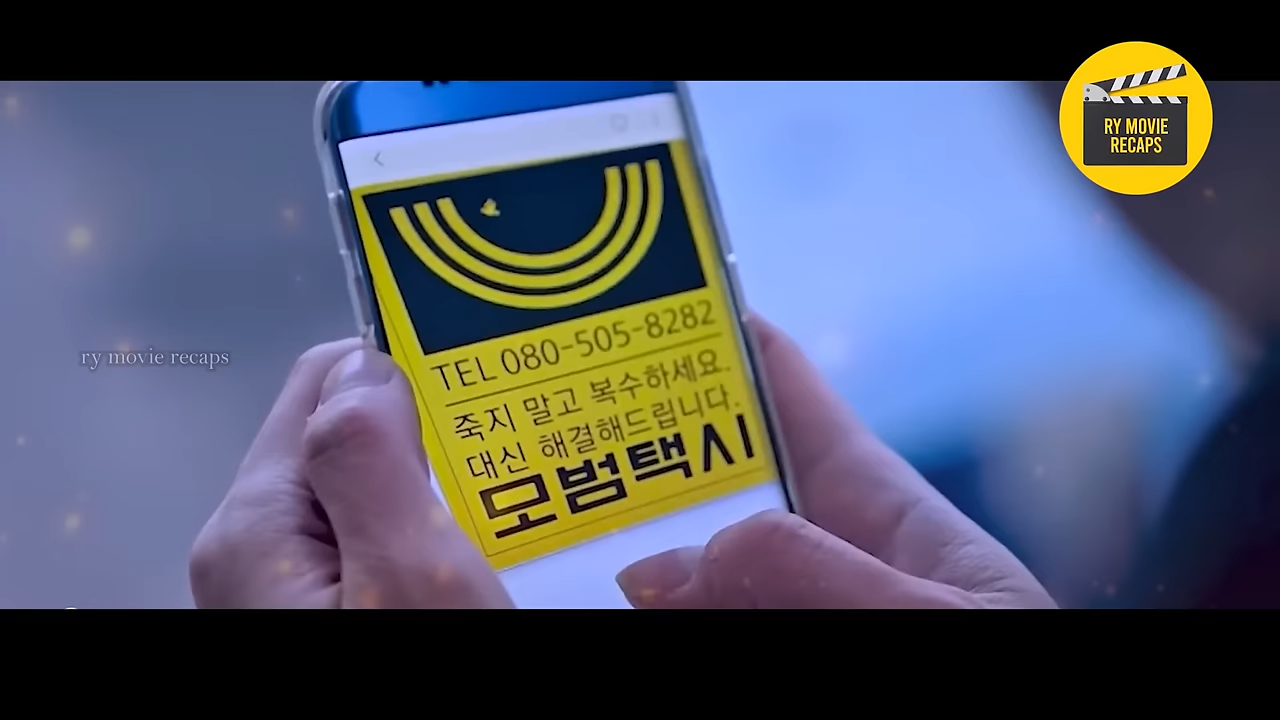 RY MOVIE
RECAPS
ry movie recaps
TEL 080-505-8282
죽지 말고 복수하세요.
대신 해결해드립니다.
모범택시